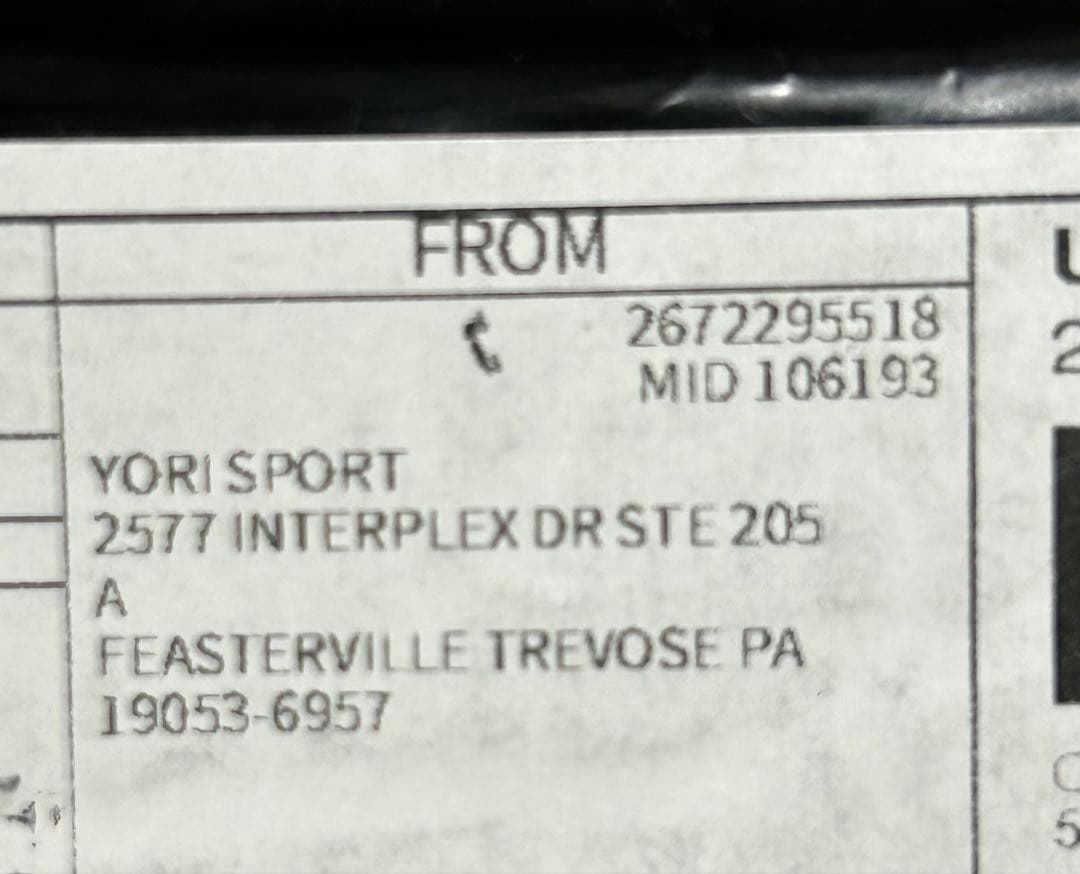 FROM
2672295518
MID 106193
YORI SPORT
2577 INTERPLEX DR STE 205
A
FEASTERVILLE TREVOSE PA
19053-6957